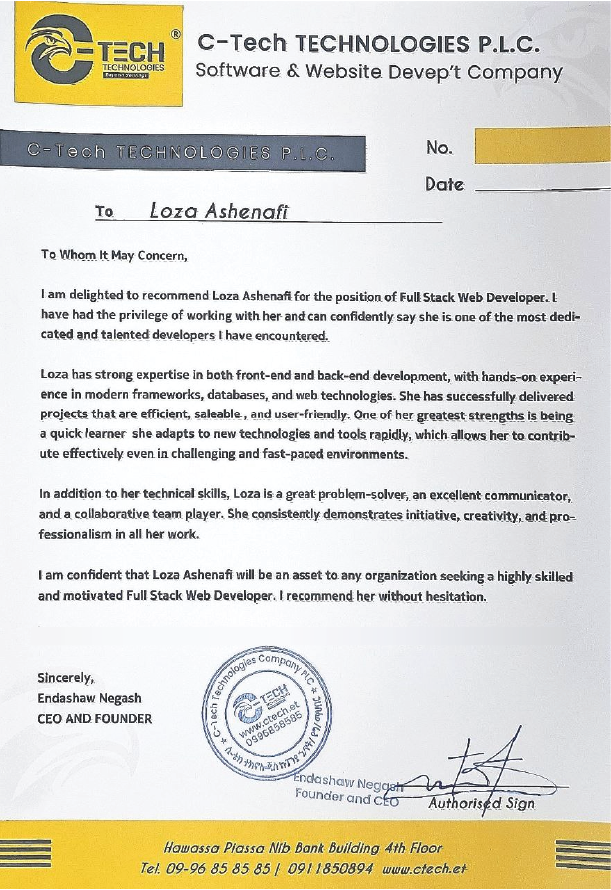 C-TECH
TECHNOLOGIES
®
C-Tech TECHNOLOGIES P.L.C.
Software & Website Devep't Company
C-Tech TECHNOLOGIES P.L.C.
No.
Date
To Loza Ashenafi
To Whom It May Concern,
I am delighted to recommend Loza Ashenafi for the position of Full Stack Web Developer. I
have had the privilege of working with her and can confidently say she is one of the most dedi-
cated and talented developers I have encountered.
Loza has strong expertise in both front-end and back-end development, with hands-on experi-
ence in modern frameworks, databases, and web technologies. She has successfully delivered
projects that are efficient, saleable, and user-friendly. One of her greatest strengths is being
a quick learner she adapts to new technologies and tools rapidly, which allows her to contrib-
ute effectively even in challenging and fast-paced environments.
In addition to her technical skills, Loza is a great problem-solver, an excellent communicator,
and a collaborative team player. She consistently demonstrates initiative, creativity, and pro-
fessionalism in all her work.
I am confident that Loza Ashenafi will be an asset to any organization seeking a highly skilled
and motivated Full Stack Web Developer. I recommend her without hesitation.
Sincerely,
Endashaw Negash
CEO AND FOUNDER
C-Tech Technologies Company PLC
C-TECH
www.ctech.et
0996858585
Endashaw Negash
Founder and CEO
Authorised Sign
Hawassa Piassa Nib Bank Building 4th Floor
Tel. 09-96 85 85 85 / 0911850894 www.ctech.et